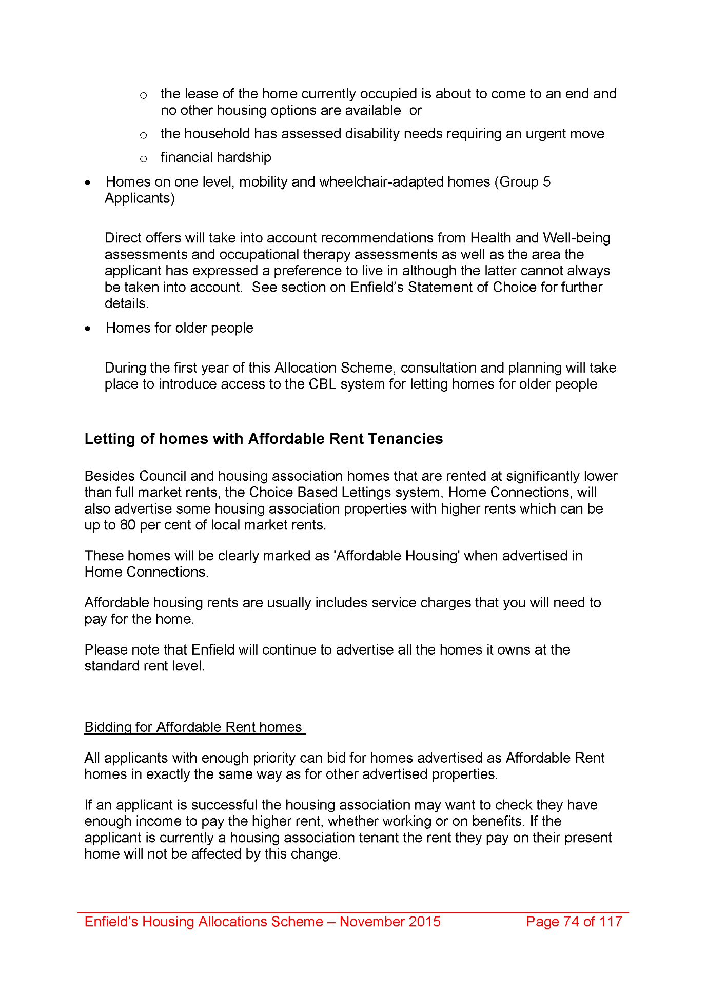 o the lease of the home currently occupied is about to come to an end and
no other housing options are available  or
o the household has assessed disability needs requiring an urgent move
o financial hardship
• Homes on one level, mobility and wheelchair-adapted homes (Group 5
Applicants)
Direct offers will take into account recommendations from Health and Well-being
assessments and occupational therapy assessments as well as the area the
applicant has expressed a preference to live in although the latter cannot always
be taken into account.  See section on Enfield’s Statement of Choice for further
details.
• Homes for older people
During the first year of this Allocation Scheme, consultation and planning will take
place to introduce access to the CBL system for letting homes for older people
Letting of homes with Affordable Rent Tenancies
Besides Council and housing association homes that are rented at significantly lower
than full market rents, the Choice Based Lettings system, Home Connections, will
also advertise some housing association properties with higher rents which can be
up to 80 per cent of local market rents.
These homes will be clearly marked as 'Affordable Housing' when advertised in
Home Connections.
Affordable housing rents are usually includes service charges that you will need to
pay for the home.
Please note that Enfield will continue to advertise all the homes it owns at the
standard rent level.
Bidding for Affordable Rent homes
All applicants with enough priority can bid for homes advertised as Affordable Rent
homes in exactly the same way as for other advertised properties.
If an applicant is successful the housing association may want to check they have
enough income to pay the higher rent, whether working or on benefits. If the
applicant is currently a housing association tenant the rent they pay on their present
home will not be affected by this change.
Enfield’s Housing Allocations Scheme – November 2015 Page 74 of 117